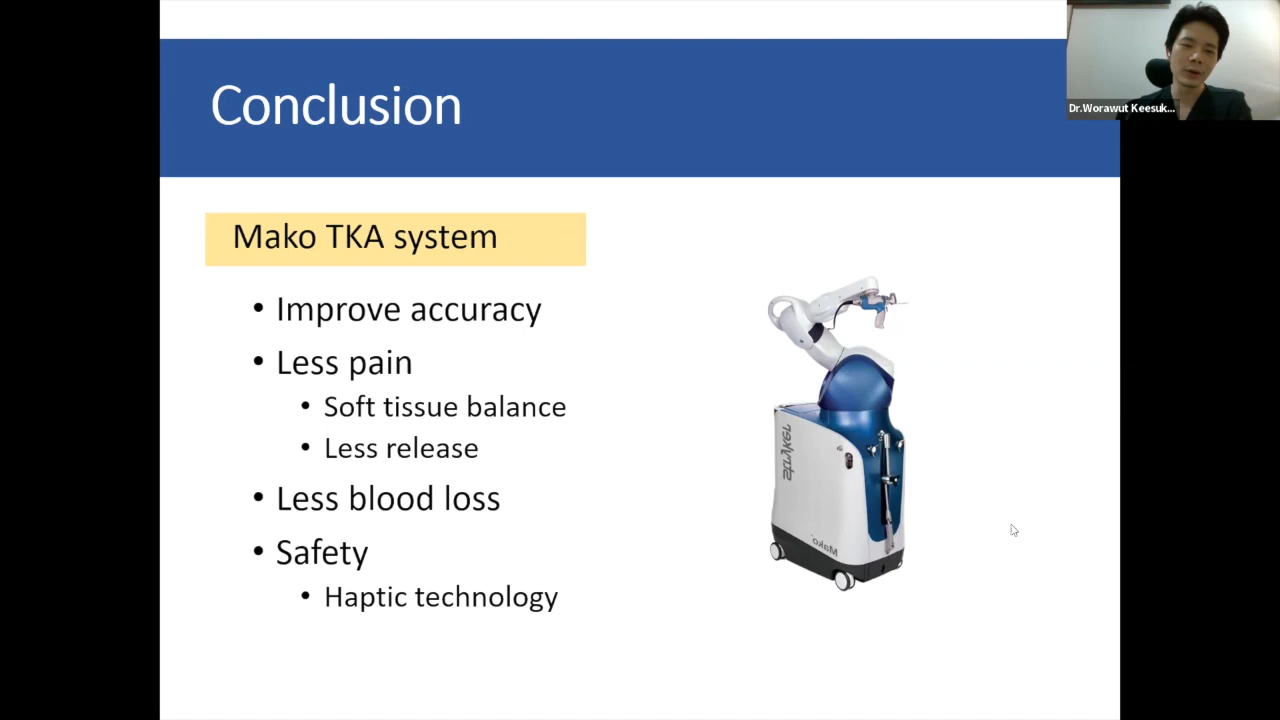 Conclusion
Dr.Worawut Keesuk...
Mako TKA system
• Improve accuracy
• Less pain
• Soft tissue balance
• Less release
• Less blood loss
• Safety
• Haptic technology
stryker
Mako